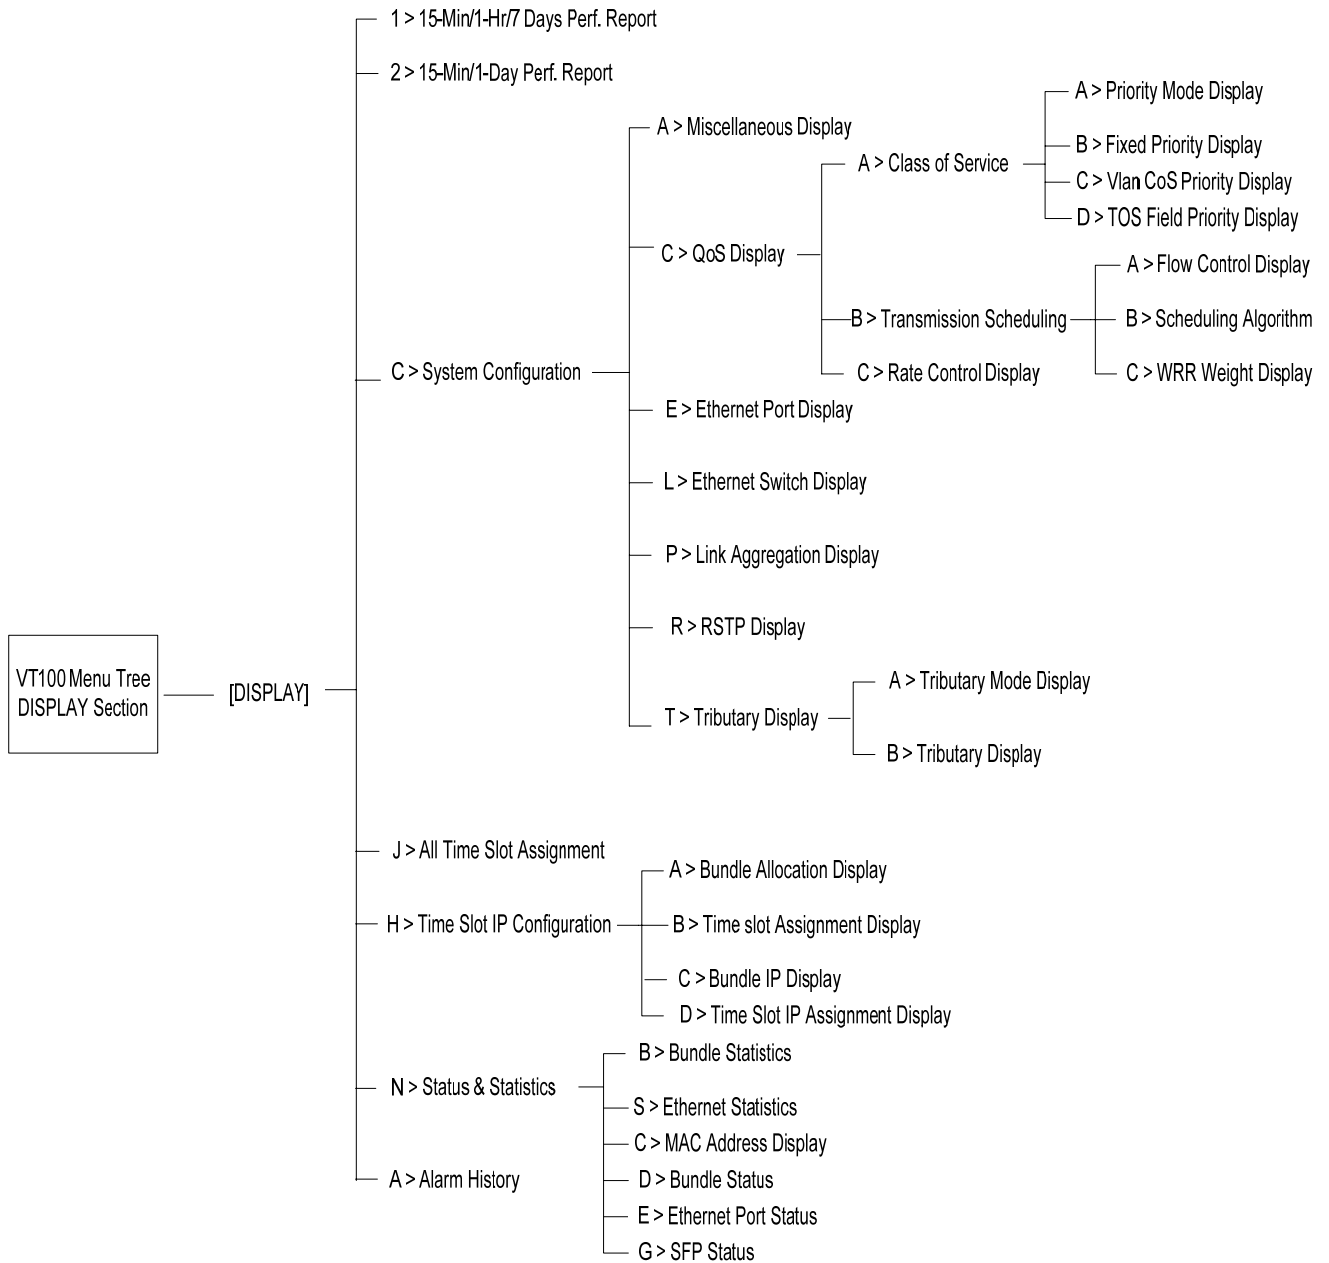 VT100 Menu Tree
DISPLAY Section
[DISPLAY]
1 > 15-Min/1-Hr/7 Days Perf. Report
2 > 15-Min/1-Day Perf. Report
C > System Configuration
A > Miscellaneous Display
C > QoS Display
A > Class of Service
A > Priority Mode Display
B > Fixed Priority Display
C > Vlan CoS Priority Display
D > TOS Field Priority Display
B > Transmission Scheduling
A > Flow Control Display
B > Scheduling Algorithm
C > WRR Weight Display
C > Rate Control Display
E > Ethernet Port Display
L > Ethernet Switch Display
P > Link Aggregation Display
R > RSTP Display
T > Tributary Display
A > Tributary Mode Display
B > Tributary Display
J > All Time Slot Assignment
H > Time Slot IP Configuration
A > Bundle Allocation Display
B > Time slot Assignment Display
C > Bundle IP Display
D > Time Slot IP Assignment Display
N > Status & Statistics
B > Bundle Statistics
S > Ethernet Statistics
C > MAC Address Display
D > Bundle Status
E > Ethernet Port Status
G > SFP Status
A > Alarm History